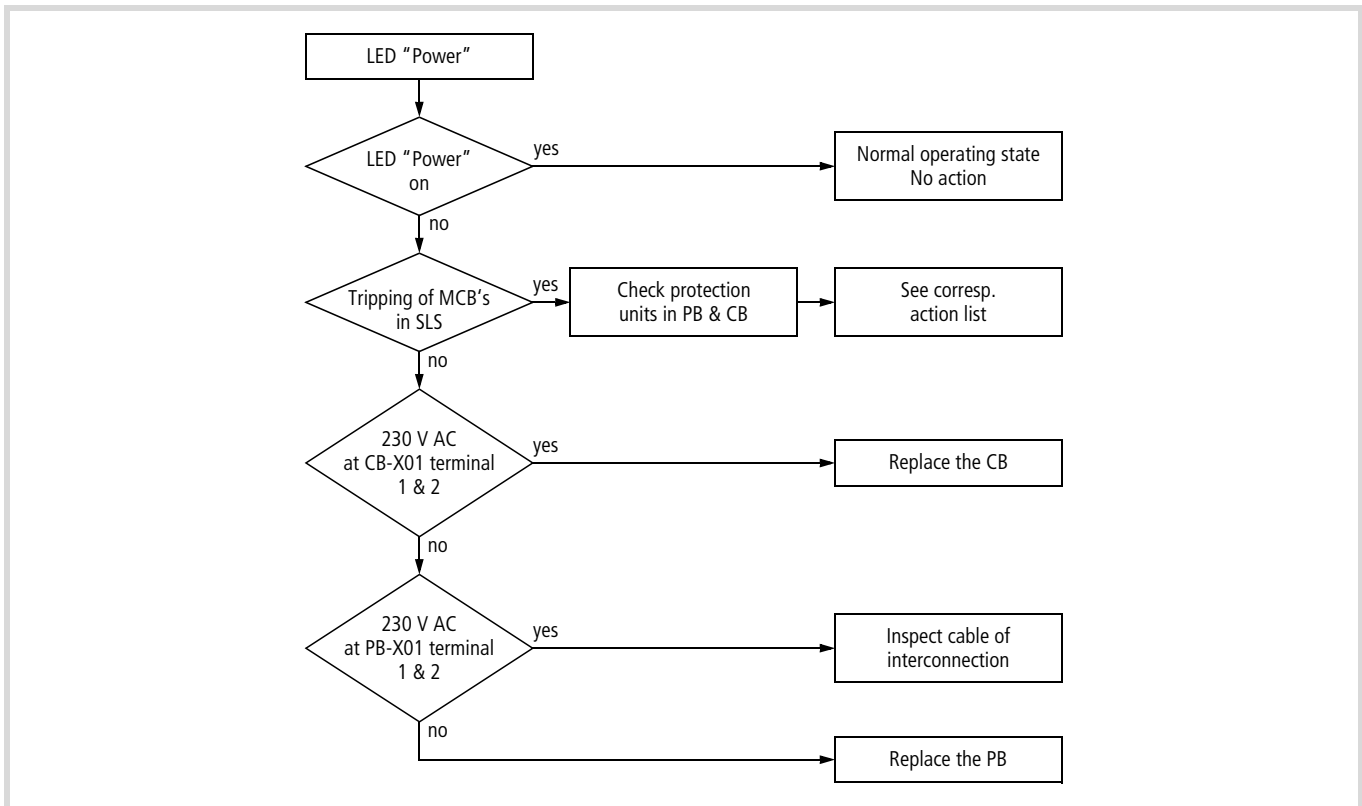 LED "Power"
LED "Power"
on
yes
Normal operating state
No action
no
Tripping of MCB's
in SLS
yes
Check protection
units in PB & CB
See corresp.
action list
no
230 V AC
at CB-X01 terminal
1 & 2
yes
Replace the CB
no
230 V AC
at PB-X01 terminal
1 & 2
yes
Inspect cable of
interconnection
no
Replace the PB